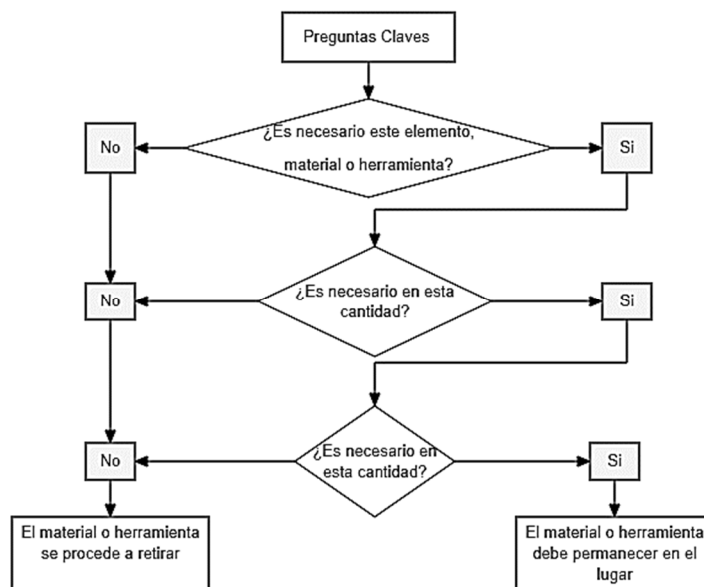 Preguntas Claves
¿Es necesario este elemento,
material o herramienta?
No
Si
¿Es necesario en esta
cantidad?
No
Si
¿Es necesario en
esta cantidad?
No
Si
El material o herramienta
se procede a retirar
El material o herramienta
debe permanecer en el
lugar